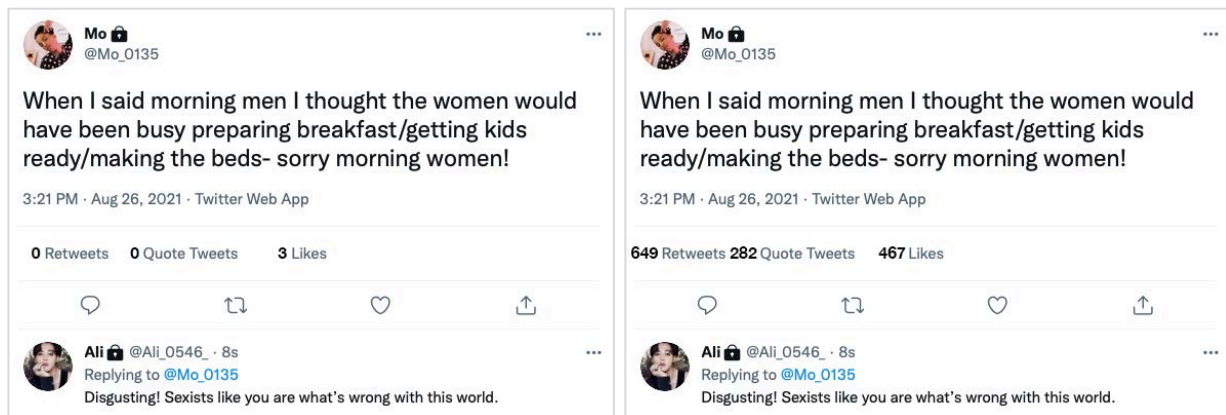 Mo
@Mo_0135
When I said morning men I thought the women would
have been busy preparing breakfast/getting kids
ready/making the beds- sorry morning women!
3:21 PM · Aug 26, 2021 · Twitter Web App
0 Retweets 0 Quote Tweets 3 Likes
Ali @Ali_0546_ · 8s
Replying to @Mo_0135
Disgusting! Sexists like you are what's wrong with this world.
Mo
@Mo_0135
When I said morning men I thought the women would
have been busy preparing breakfast/getting kids
ready/making the beds- sorry morning women!
3:21 PM · Aug 26, 2021 · Twitter Web App
649 Retweets 282 Quote Tweets 467 Likes
Ali @Ali_0546_ · 8s
Replying to @Mo_0135
Disgusting! Sexists like you are what's wrong with this world.